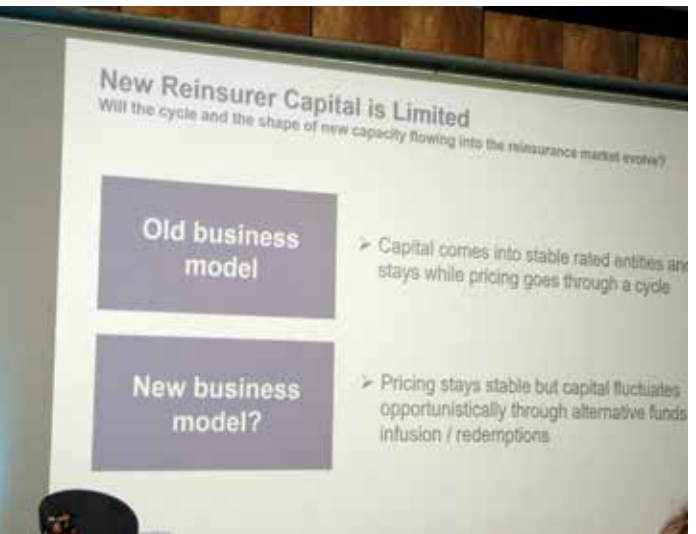 New Reinsurer Capital is Limited
Will the cycle and the shape of new capacity flowing into the reinsurance market evolve?
Old business
model
➢ Capital comes into stable rated entities and
stays while pricing goes through a cycle
New business
model?
➢ Pricing stays stable but capital fluctuates
opportunistically through alternative funds
infusion / redemptions